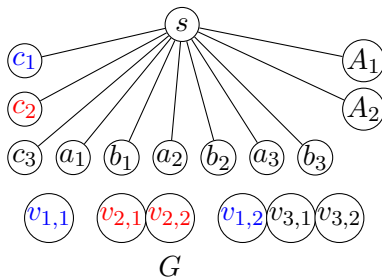 s
c₁ A₁
c₂ A₂
c₃ a₁ b₁ a₂ b₂ a₃ b₃
v₁,₁ v₂,₁ v₂,₂ v₁,₂ v₃,₁ v₃,₂
G